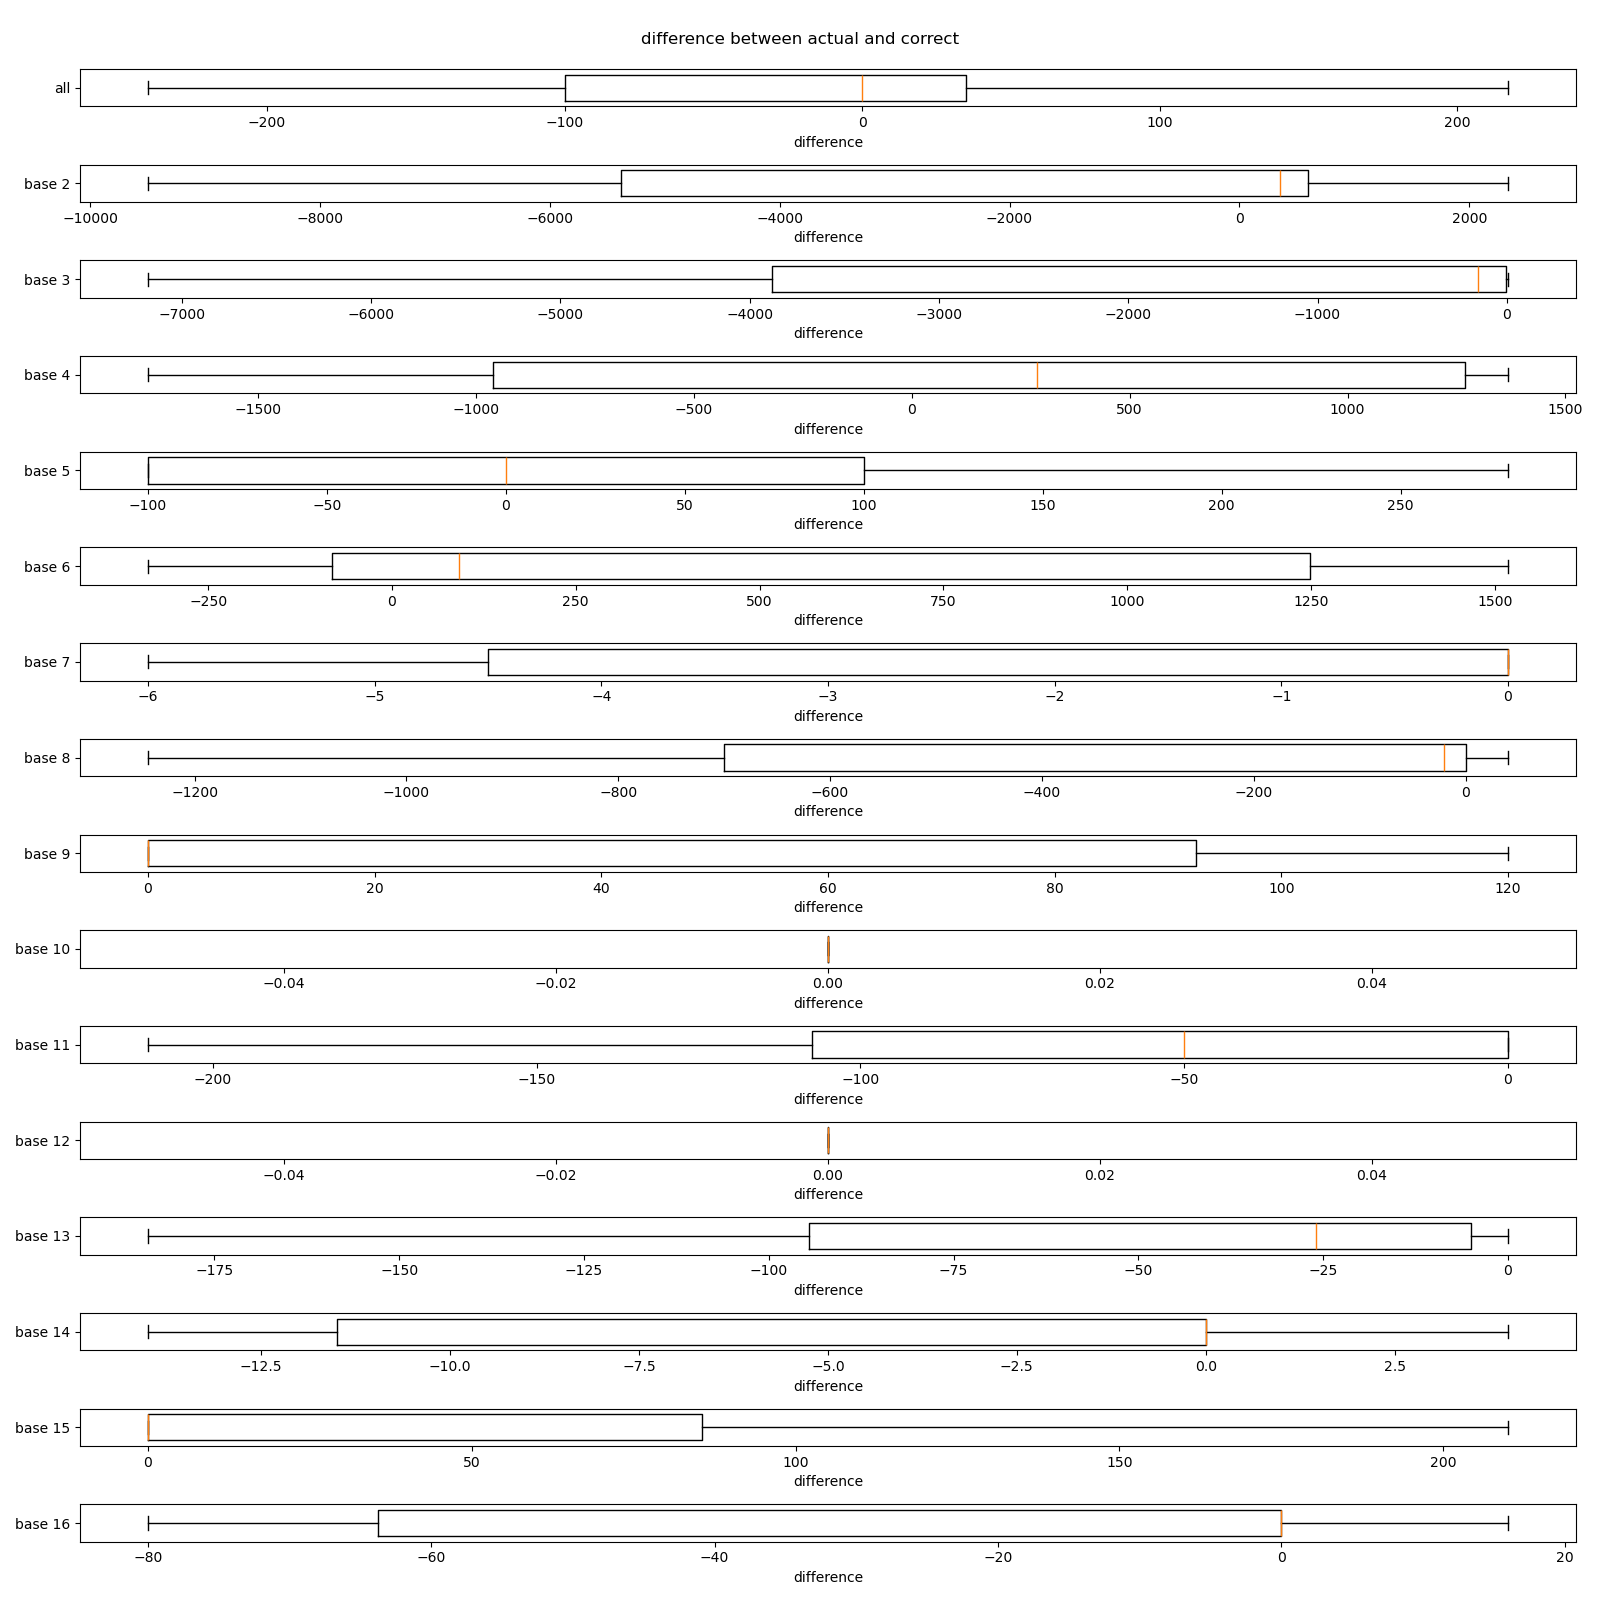 difference between actual and correct
all
−200 −100 0 100 200
difference
base 2
−10000 −8000 −6000 −4000 −2000 0 2000
difference
base 3
−7000 −6000 −5000 −4000 −3000 −2000 −1000 0
difference
base 4
−1500 −1000 −500 0 500 1000 1500
difference
base 5
−100 −50 0 50 100 150 200 250
difference
base 6
−250 0 250 500 750 1000 1250 1500
difference
base 7
−6 −5 −4 −3 −2 −1 0
difference
base 8
−1200 −1000 −800 −600 −400 −200 0
difference
base 9
0 20 40 60 80 100 120
difference
base 10
−0.04 −0.02 0.00 0.02 0.04
difference
base 11
−200 −150 −100 −50 0
difference
base 12
−0.04 −0.02 0.00 0.02 0.04
difference
base 13
−175 −150 −125 −100 −75 −50 −25 0
difference
base 14
−12.5 −10.0 −7.5 −5.0 −2.5 0.0 2.5
difference
base 15
0 50 100 150 200
difference
base 16
−80 −60 −40 −20 0 20
difference